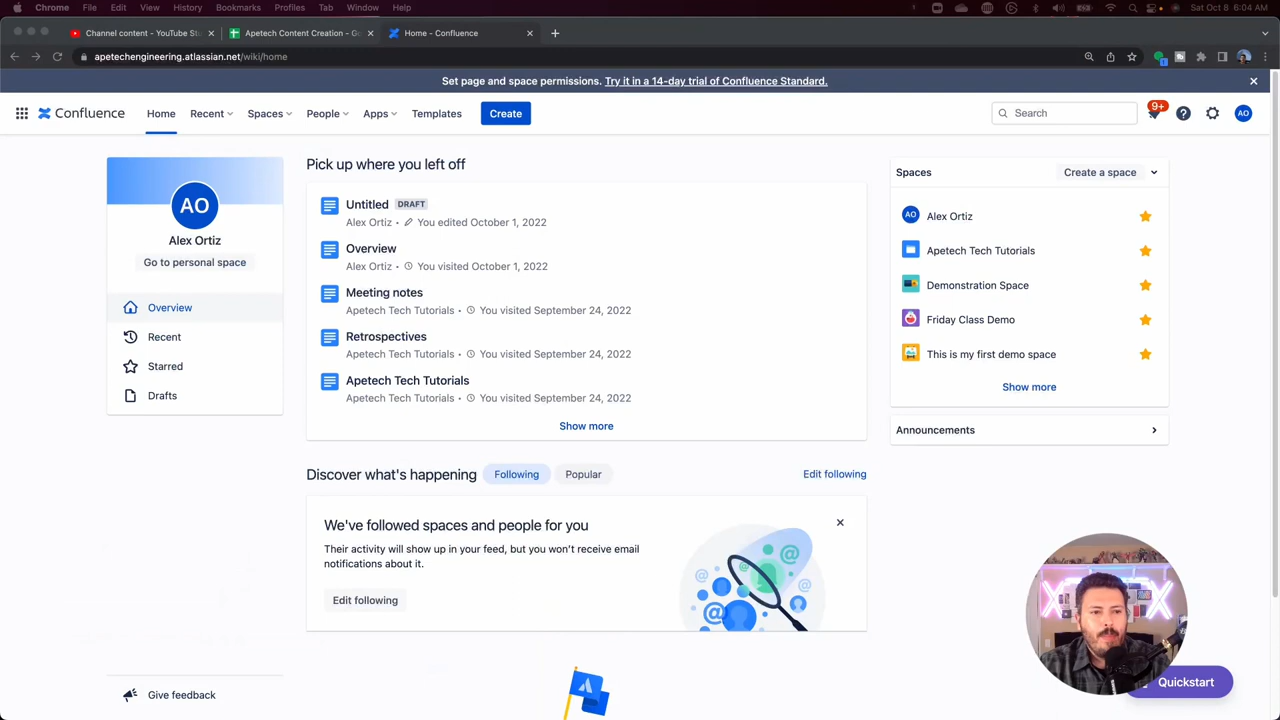 Chrome File Edit View History Bookmarks Profiles Tab Window Help Sat Oct 8 6:04 AM
Channel content - YouTube St Apetech Content Creation - Go Home - Confluence
apetechengineering.atlassian.net/wiki/home
Set page and space permissions. Try it in a 14-day trial of Confluence Standard.
Confluence Home Recent Spaces People Apps Templates Create Search 9+ AO
AO
Alex Ortiz
Go to personal space
Overview
Recent
Starred
Drafts
Give feedback
Pick up where you left off
Untitled DRAFT
Alex Ortiz • You edited October 1, 2022
Overview
Alex Ortiz • You visited October 1, 2022
Meeting notes
Apetech Tech Tutorials • You visited September 24, 2022
Retrospectives
Apetech Tech Tutorials • You visited September 24, 2022
Apetech Tech Tutorials
Apetech Tech Tutorials • You visited September 24, 2022
Show more
Discover what's happening Following Popular Edit following
We've followed spaces and people for you
Their activity will show up in your feed, but you won't receive email
notifications about it.
Edit following
Spaces Create a space
AO Alex Ortiz
Apetech Tech Tutorials
Demonstration Space
Friday Class Demo
This is my first demo space
Show more
Announcements
Quickstart